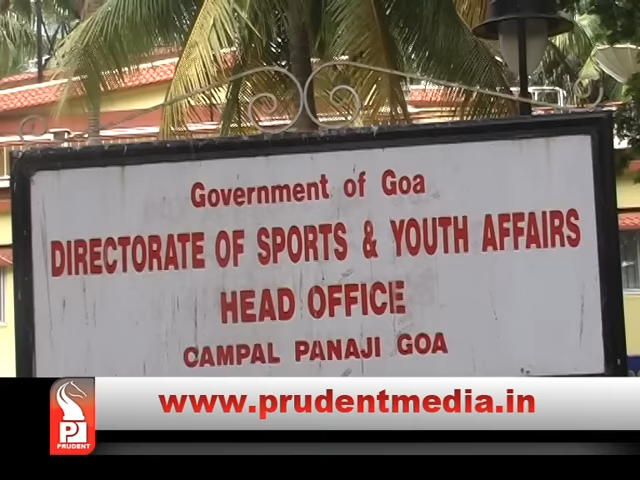 Government of Goa
DIRECTORATE OF SPORTS & YOUTH AFFAIRS
HEAD OFFICE
CAMPAL PANAJI GOA
www.prudentmedia.in
PRUDENT